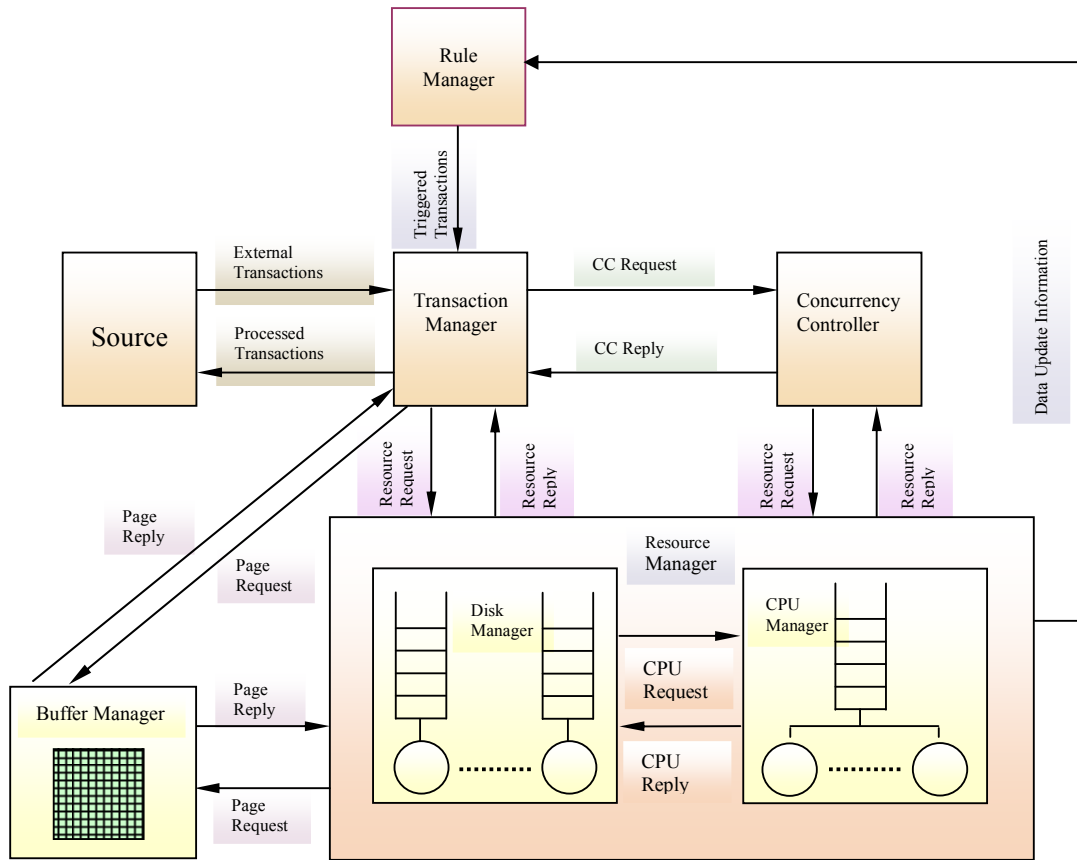 Rule
Manager
Triggered
Transactions
External
Transactions
CC Request
Source
Transaction
Manager
Concurrency
Controller
Processed
Transactions
CC Reply
Data Update Information
Resource
Request
Resource
Reply
Resource
Request
Resource
Reply
Page
Reply
Page
Request
Resource
Manager
Disk
Manager
CPU
Manager
CPU
Request
Buffer Manager
Page
Reply
CPU
Reply
Page
Request